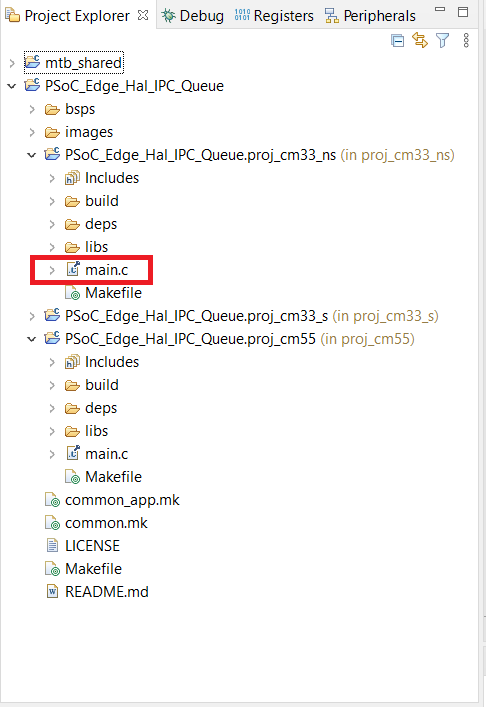 Project Explorer Debug 0101 1010 Registers Peripherals
mtb_shared
PSoC_Edge_Hal_IPC_Queue
bsps
images
PSoC_Edge_Hal_IPC_Queue.proj_cm33_ns (in proj_cm33_ns)
Includes
build
deps
libs
main.c
Makefile
PSoC_Edge_Hal_IPC_Queue.proj_cm33_s (in proj_cm33_s)
PSoC_Edge_Hal_IPC_Queue.proj_cm55 (in proj_cm55)
Includes
build
deps
libs
main.c
Makefile
common_app.mk
common.mk
LICENSE
Makefile
README.md